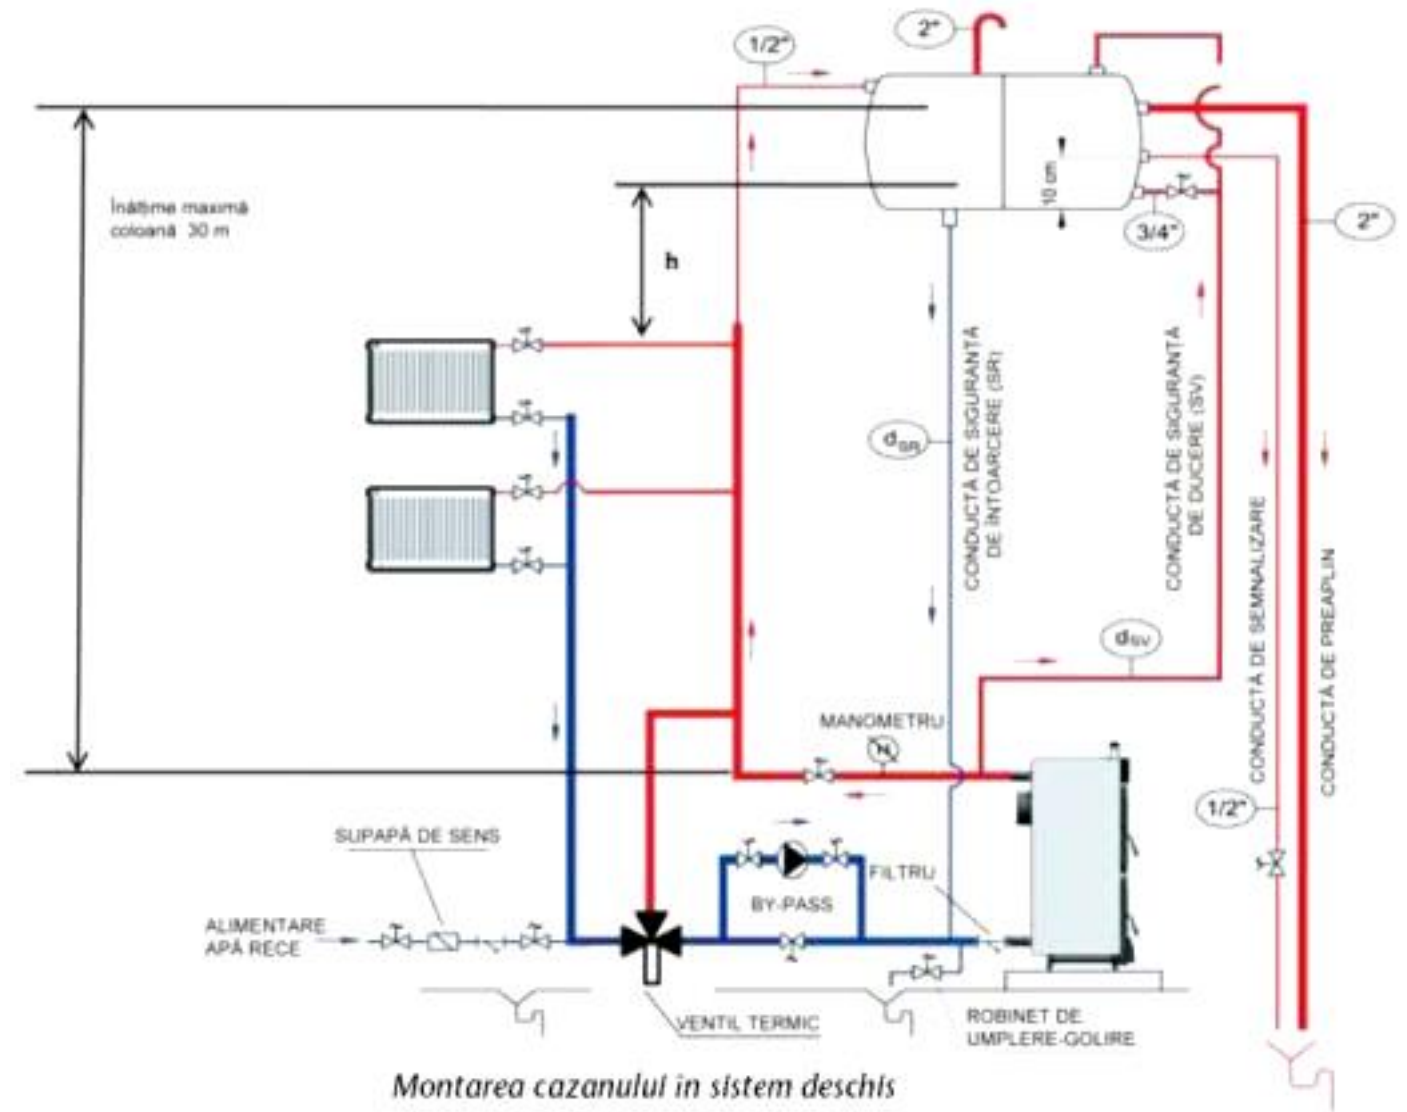 1/2"
2"
Înălțime maximă
coloană 30 m
h
10 cm
3/4"
2"
CONDUCTĂ DE SIGURANȚĂ
DE ÎNTOARCERE (SR)
CONDUCTĂ DE SIGURANȚĂ
DE DUCERE (SV)
dSR
CONDUCTĂ DE SEMNALIZARE
CONDUCTĂ DE PREAPLIN
dSV
MANOMETRU
1/2"
SUPAPĂ DE SENS
FILTRU
BY-PASS
ALIMENTARE
APĂ RECE
VENTIL TERMIC
ROBINET DE
UMPLERE-GOLIRE
Montarea cazanului in sistem deschis